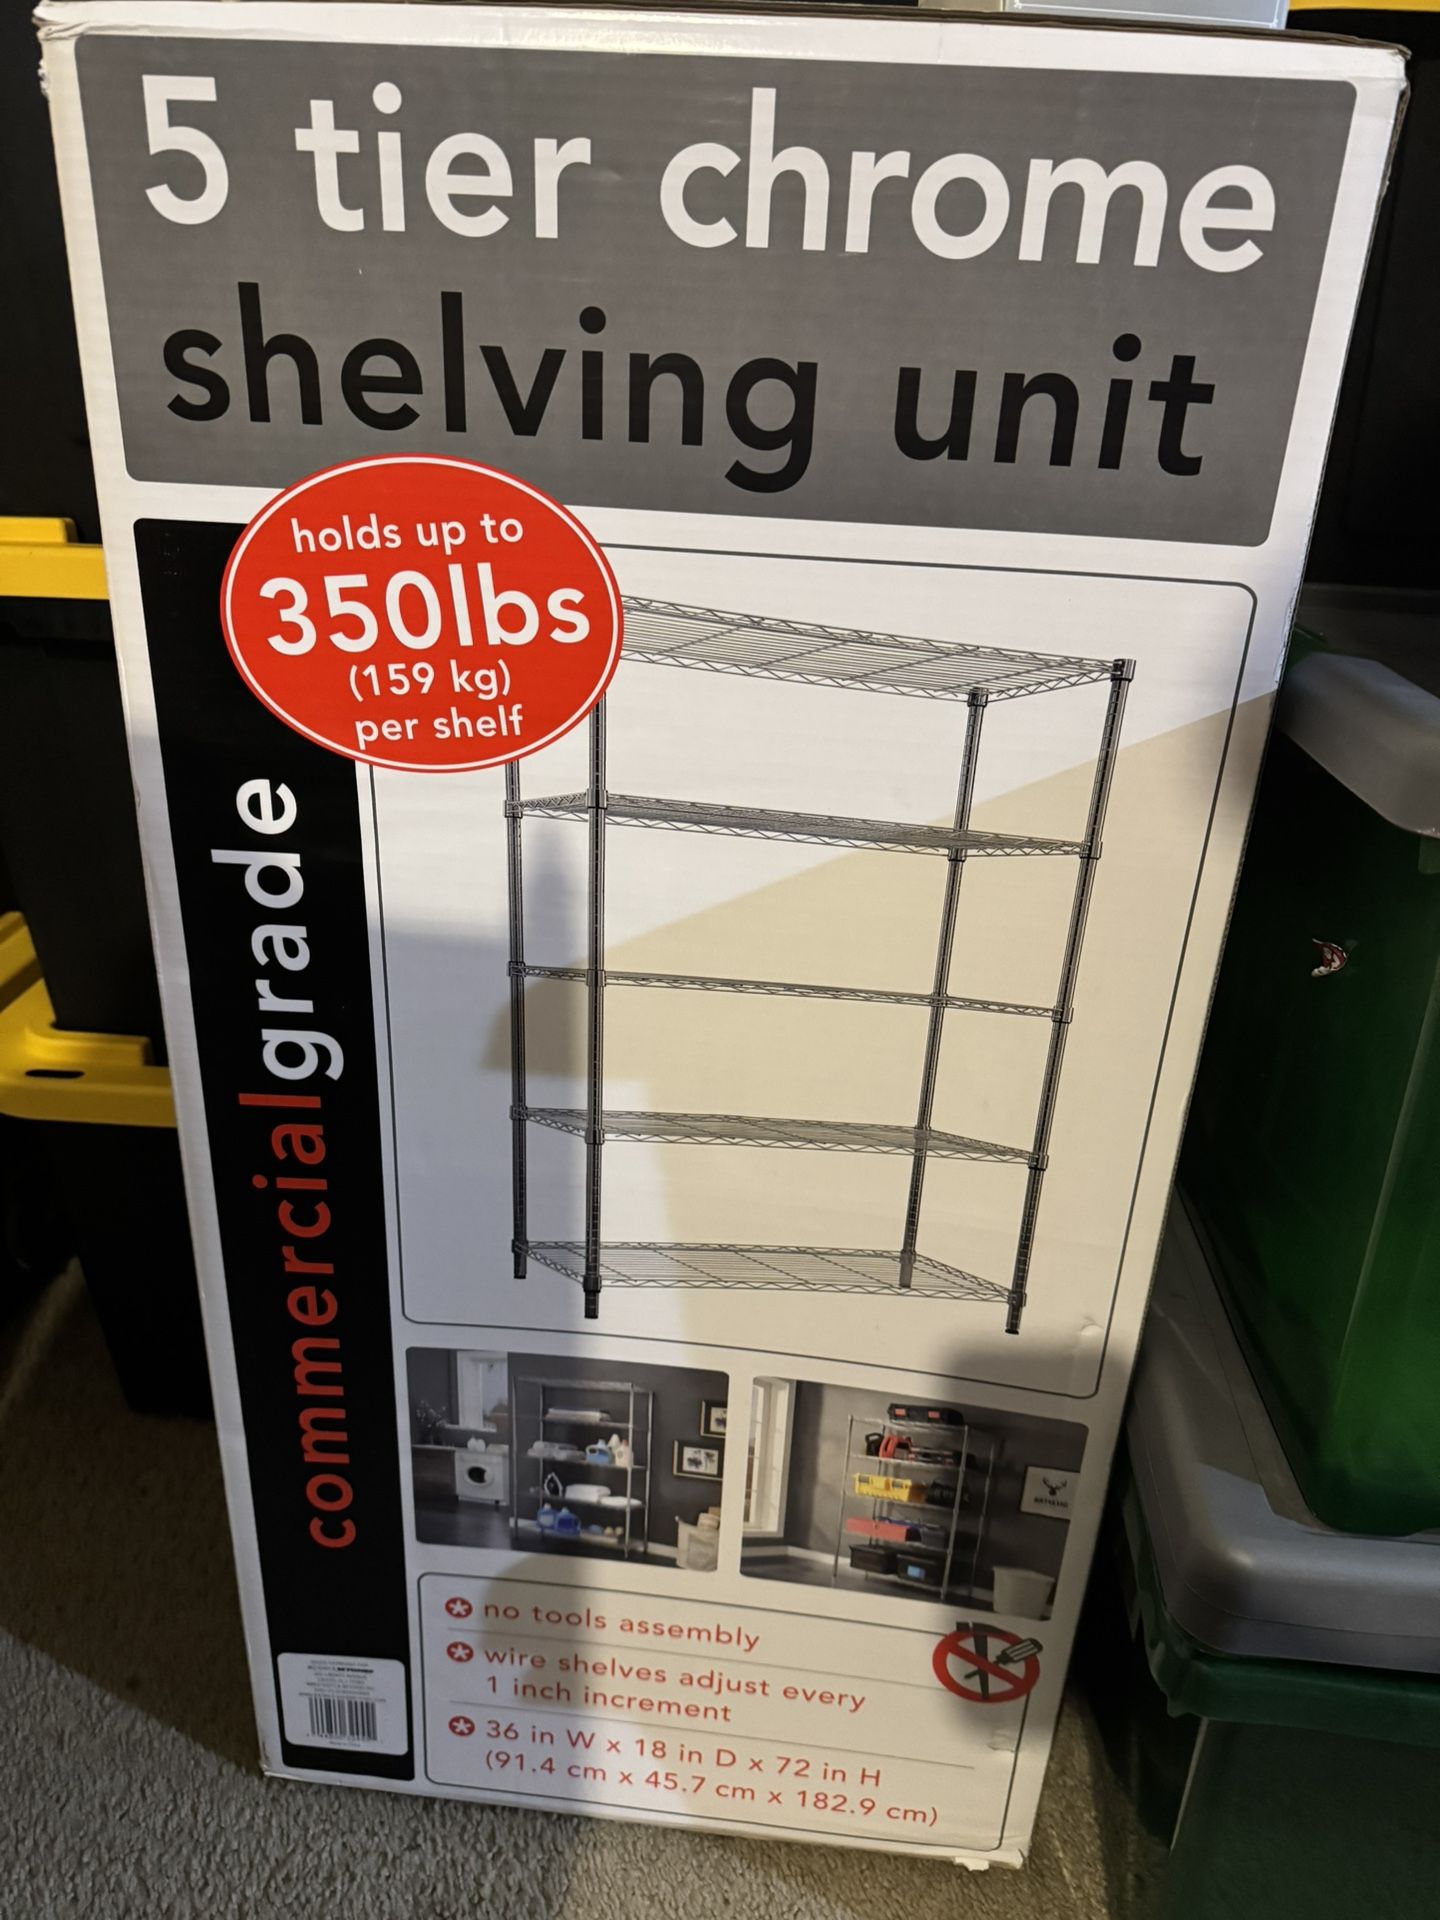 5 tier chrome
shelving unit
holds up to
350lbs
(159 kg)
per shelf
commercialgrade
no tools assembly
wire shelves adjust every
1 inch increment
36 in W x 18 in D x 72 in H
(91.4 cm x 45.7 cm x 182.9 cm)